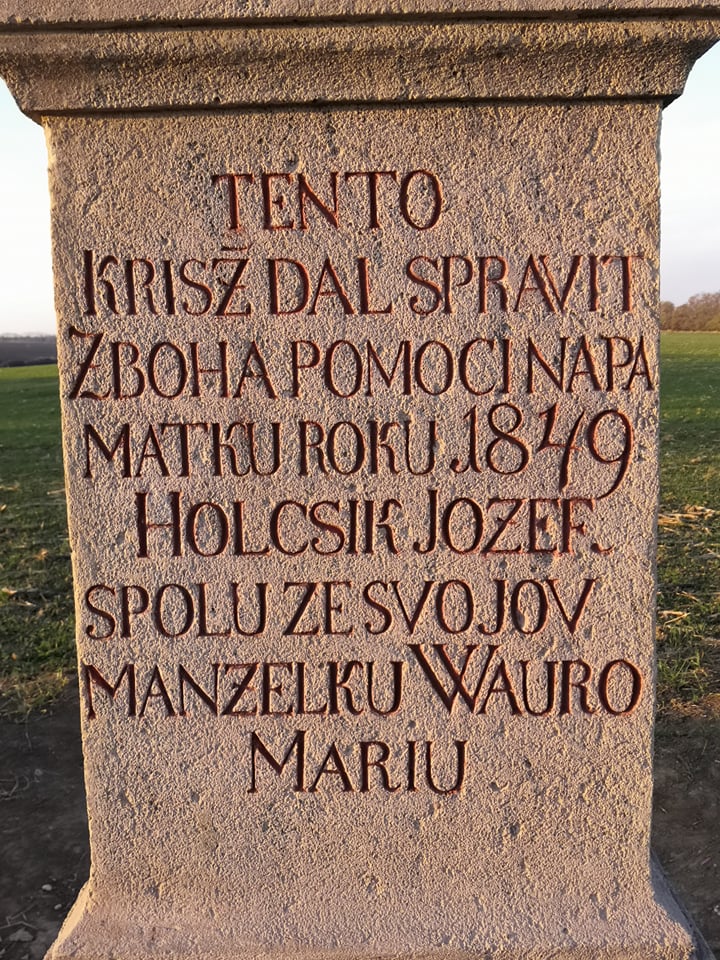 TENTO
KRISŽ DAL SPRAVIT
ZBOHA POMOCI NAPA
MATKU ROKU 1849
HOLCSIK JOZEF.
SPOLU ZE SVOJOV
MANZELKU WAURO
MARIU